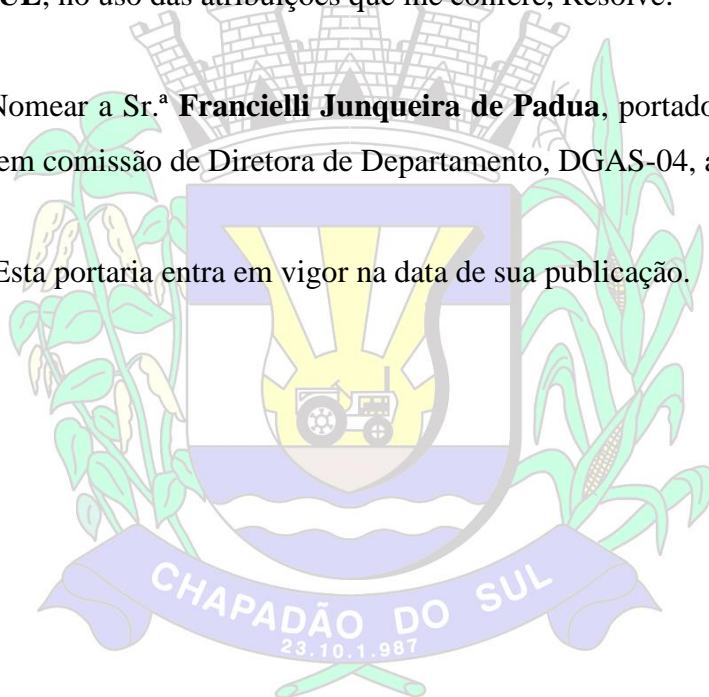 UL, no uso das atribuições que me confere, Resolve:
Nomear a Sr.ª Francielli Junqueira de Padua, portado
em comissão de Diretora de Departamento, DGAS-04, a
Esta portaria entra em vigor na data de sua publicação.
CHAPADÃO DO SUL
23.10.1.987